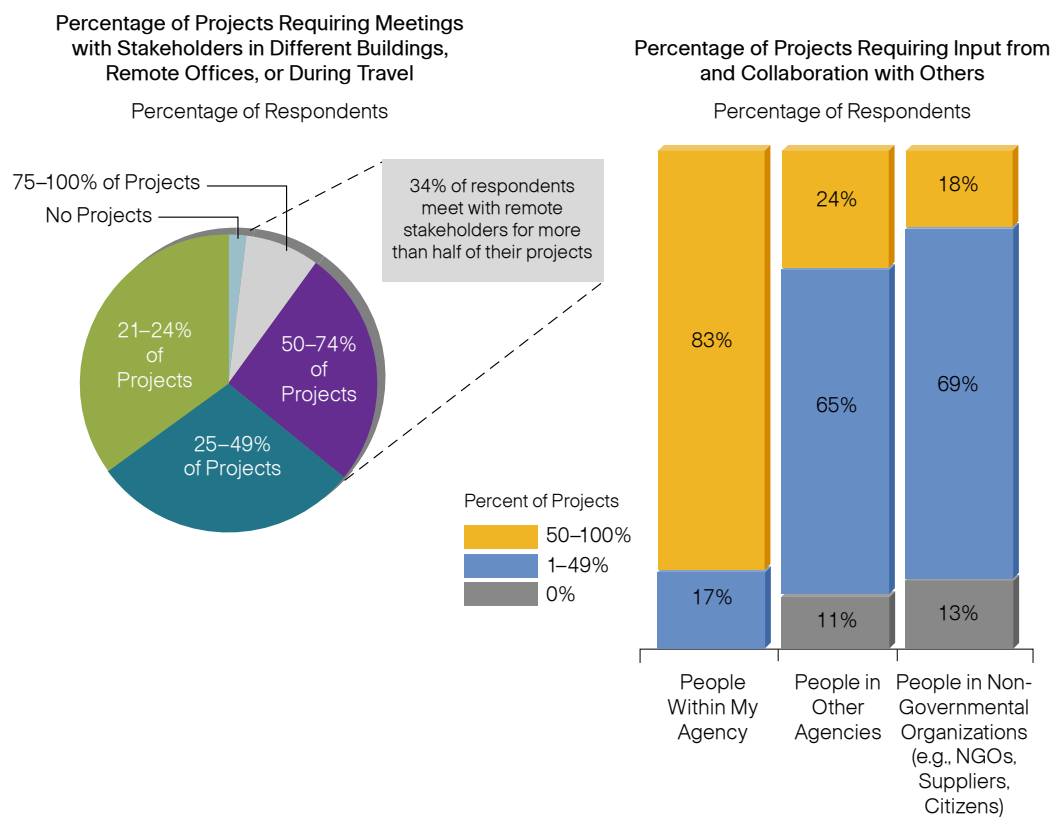 Percentage of Projects Requiring Meetings
with Stakeholders in Different Buildings,
Remote Offices, or During Travel
Percentage of Respondents
75–100% of Projects
No Projects
34% of respondents
meet with remote
stakeholders for more
than half of their projects
21–24%
of
Projects
50–74%
of
Projects
25–49%
of Projects
Percentage of Projects Requiring Input from
and Collaboration with Others
Percentage of Respondents
Percent of Projects
50–100%
1–49%
0%
83%
17%
24%
65%
11%
18%
69%
13%
People
Within My
Agency
People in
Other
Agencies
People in Non-
Governmental
Organizations
(e.g., NGOs,
Suppliers,
Citizens)